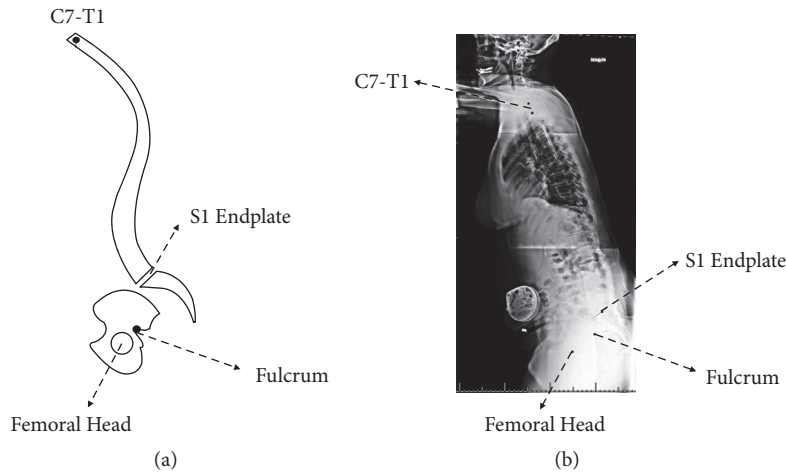 C7-T1
S1 Endplate
Fulcrum
Femoral Head
(a)
C7-T1
S1 Endplate
Fulcrum
Femoral Head
(b)